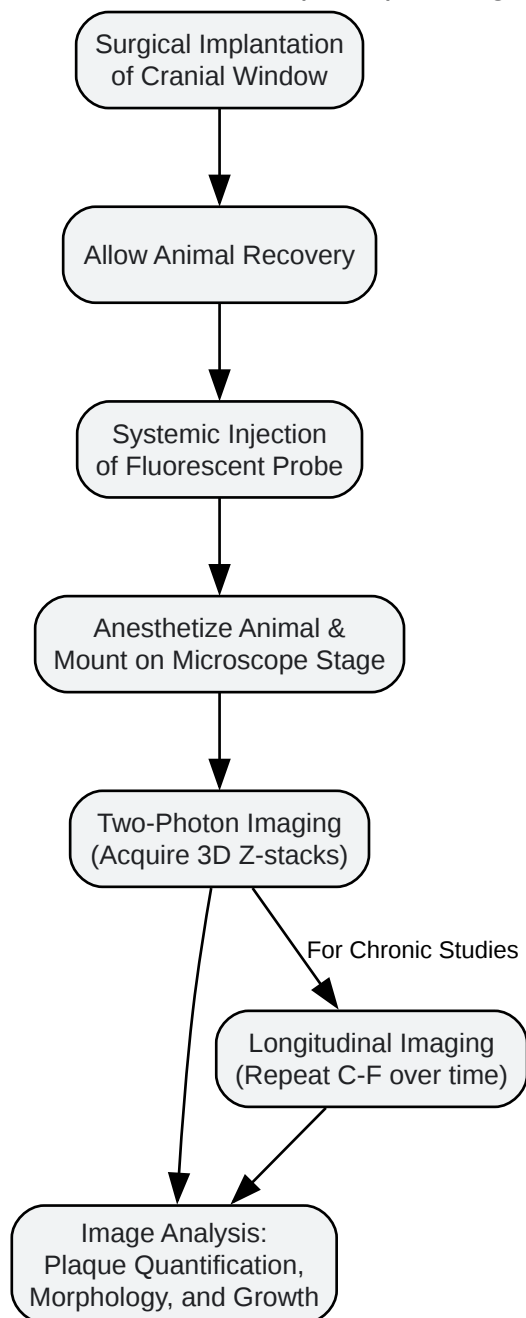 Surgical Implantation
of Cranial Window
Allow Animal Recovery
Systemic Injection
of Fluorescent Probe
Anesthetize Animal &
Mount on Microscope Stage
Two-Photon Imaging
(Acquire 3D Z-stacks)
For Chronic Studies
Longitudinal Imaging
(Repeat C-F over time)
Image Analysis:
Plaque Quantification,
Morphology, and Growth